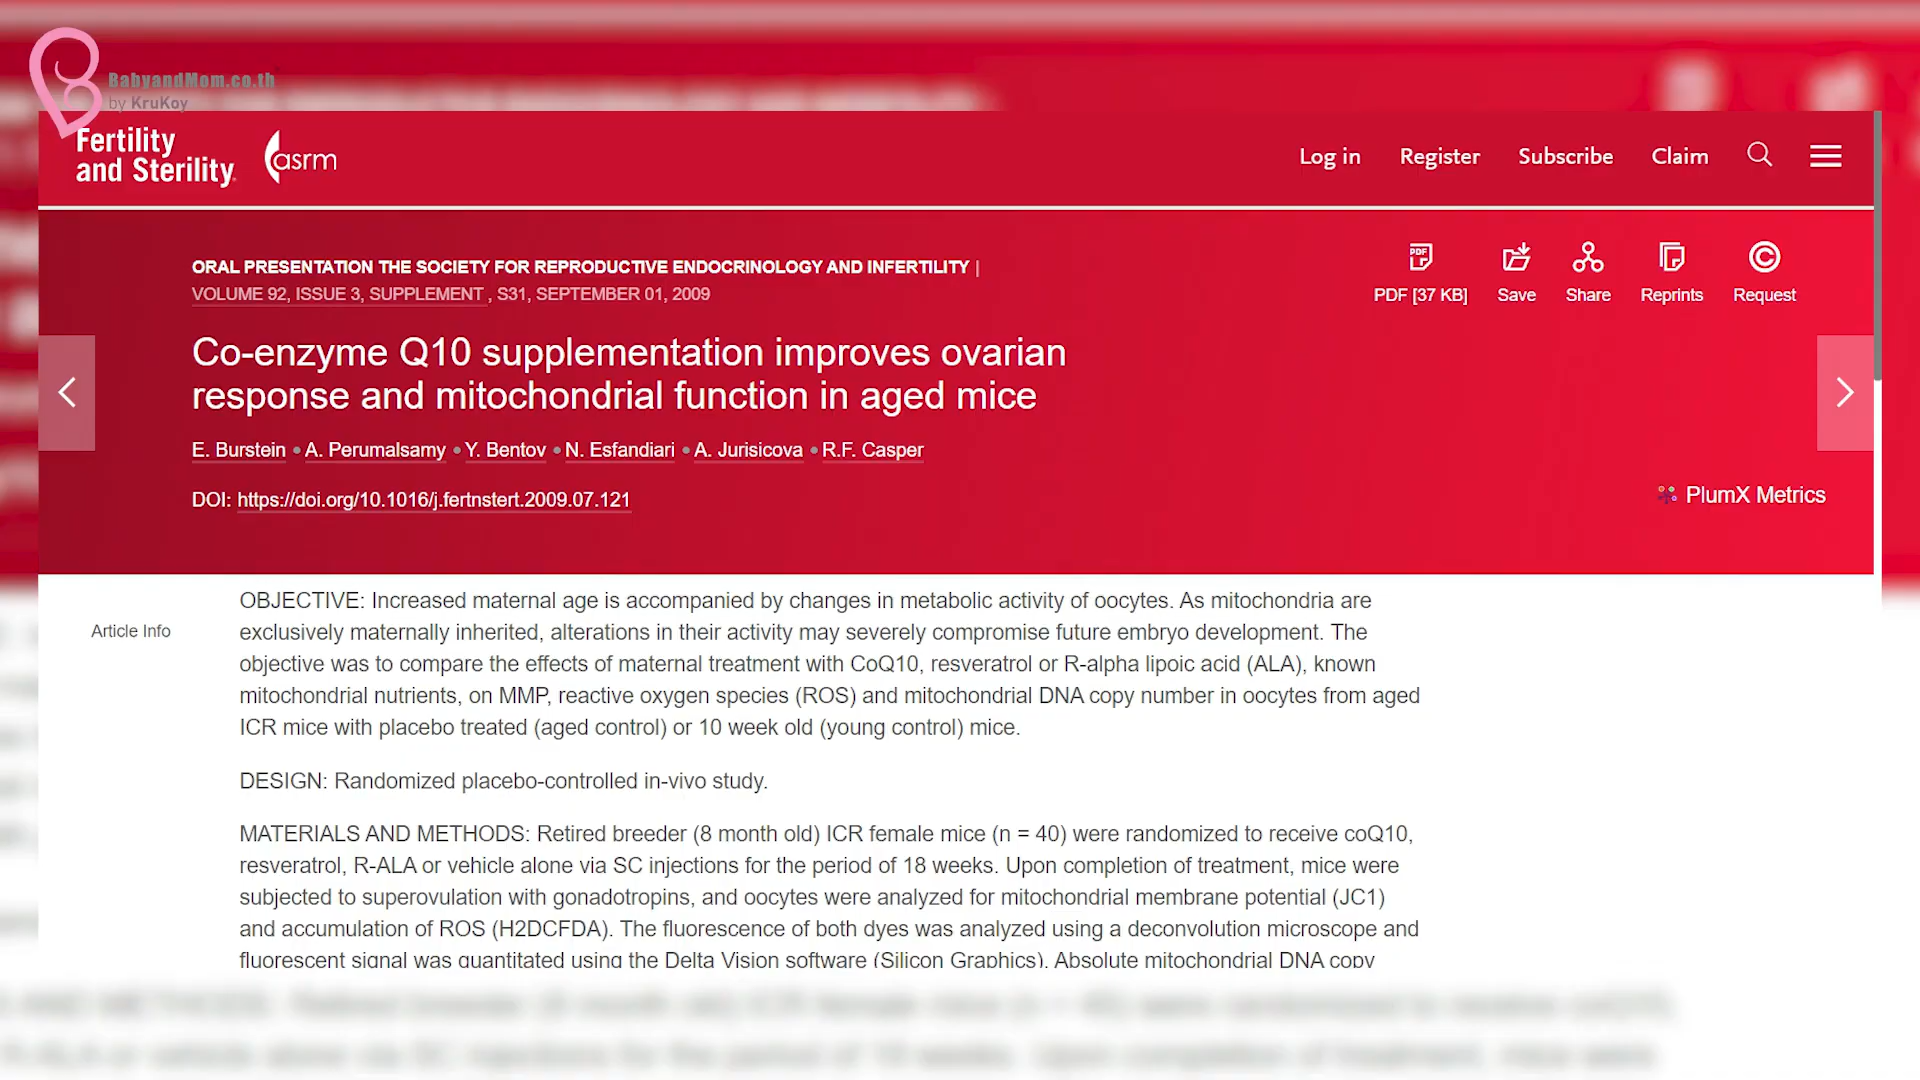 BabyandMom.co.th
by KruKoy
Fertility
and Sterility
asrm
Log in Register Subscribe Claim
ORAL PRESENTATION THE SOCIETY FOR REPRODUCTIVE ENDOCRINOLOGY AND INFERTILITY |
VOLUME 92, ISSUE 3, SUPPLEMENT , S31, SEPTEMBER 01, 2009
PDF
PDF [37 KB] Save Share Reprints Request
Co-enzyme Q10 supplementation improves ovarian
response and mitochondrial function in aged mice
E. Burstein • A. Perumalsamy • Y. Bentov • N. Esfandiari • A. Jurisicova • R.F. Casper
DOI: https://doi.org/10.1016/j.fertnstert.2009.07.121
PlumX Metrics
Article Info
OBJECTIVE: Increased maternal age is accompanied by changes in metabolic activity of oocytes. As mitochondria are
exclusively maternally inherited, alterations in their activity may severely compromise future embryo development. The
objective was to compare the effects of maternal treatment with CoQ10, resveratrol or R-alpha lipoic acid (ALA), known
mitochondrial nutrients, on MMP, reactive oxygen species (ROS) and mitochondrial DNA copy number in oocytes from aged
ICR mice with placebo treated (aged control) or 10 week old (young control) mice.
DESIGN: Randomized placebo-controlled in-vivo study.
MATERIALS AND METHODS: Retired breeder (8 month old) ICR female mice (n = 40) were randomized to receive coQ10,
resveratrol, R-ALA or vehicle alone via SC injections for the period of 18 weeks. Upon completion of treatment, mice were
subjected to superovulation with gonadotropins, and oocytes were analyzed for mitochondrial membrane potential (JC1)
and accumulation of ROS (H2DCFDA). The fluorescence of both dyes was analyzed using a deconvolution microscope and
fluorescent signal was quantitated using the Delta Vision software (Silicon Graphics). Absolute mitochondrial DNA copy